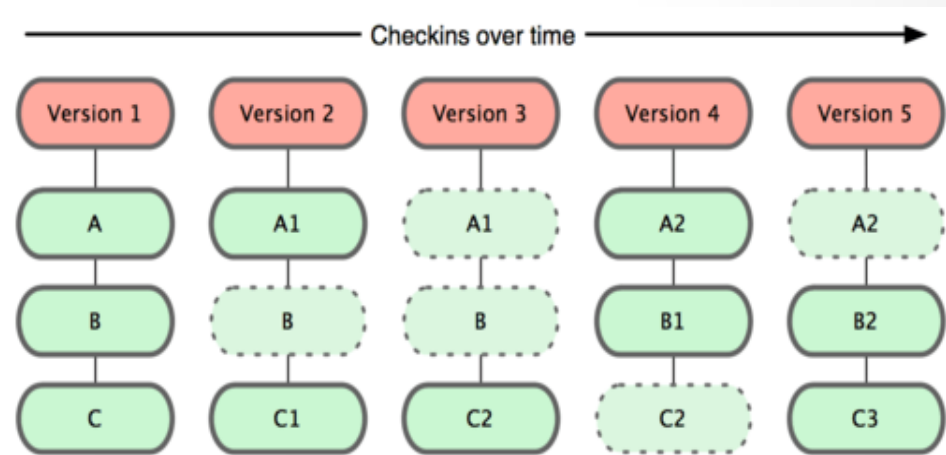 Checkins over time
Version 1 Version 2 Version 3 Version 4 Version 5
A A1 A1 A2 A2
B B B B1 B2
C C1 C2 C2 C3